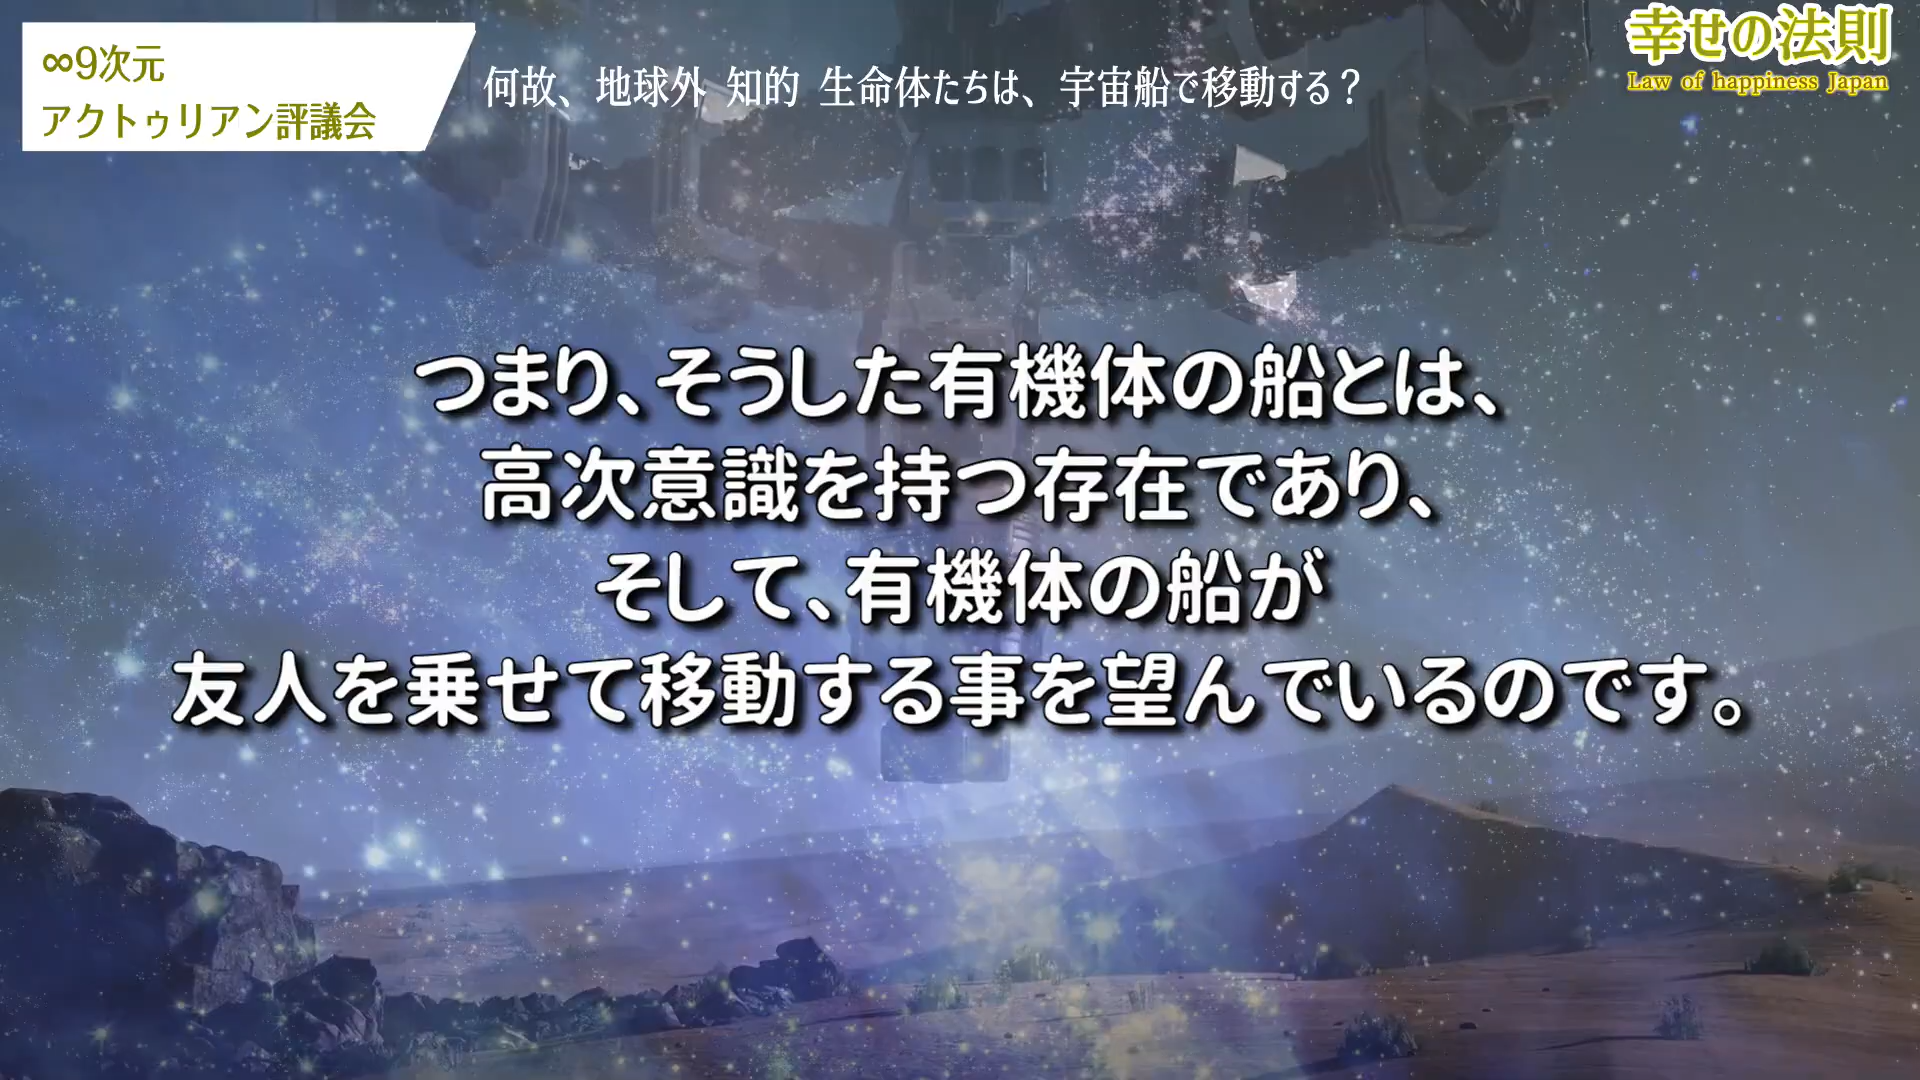 ∞9次元
アクトゥリアン評議会
何故、地球外 知的 生命体たちは、宇宙船で移動する？
幸せの法則
Law of happiness Japan
つまり、そうした有機体の船とは、
高次意識を持つ存在であり、
そして、有機体の船が
友人を乗せて移動する事を望んでいるのです。